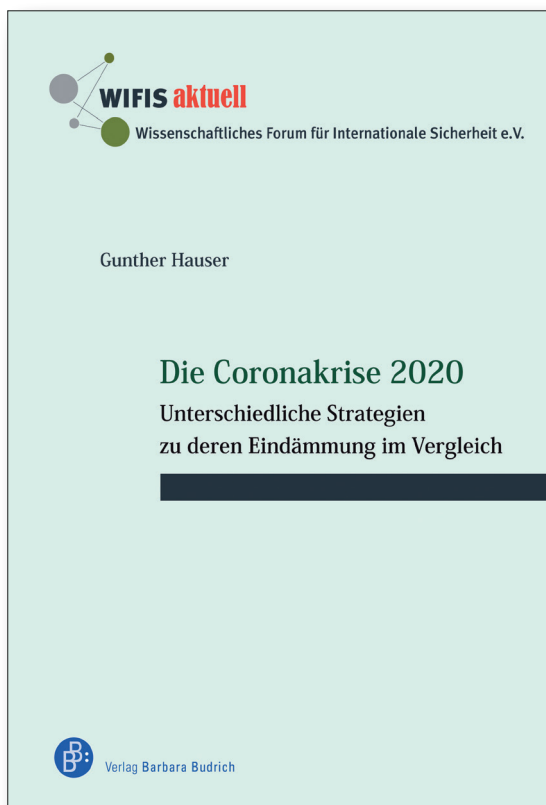 WIFIS aktuell
Wissenschaftliches Forum für Internationale Sicherheit e.V.
Gunther Hauser
Die Coronakrise 2020
Unterschiedliche Strategien
zu deren Eindämmung im Vergleich
BB:
Verlag Barbara Budrich